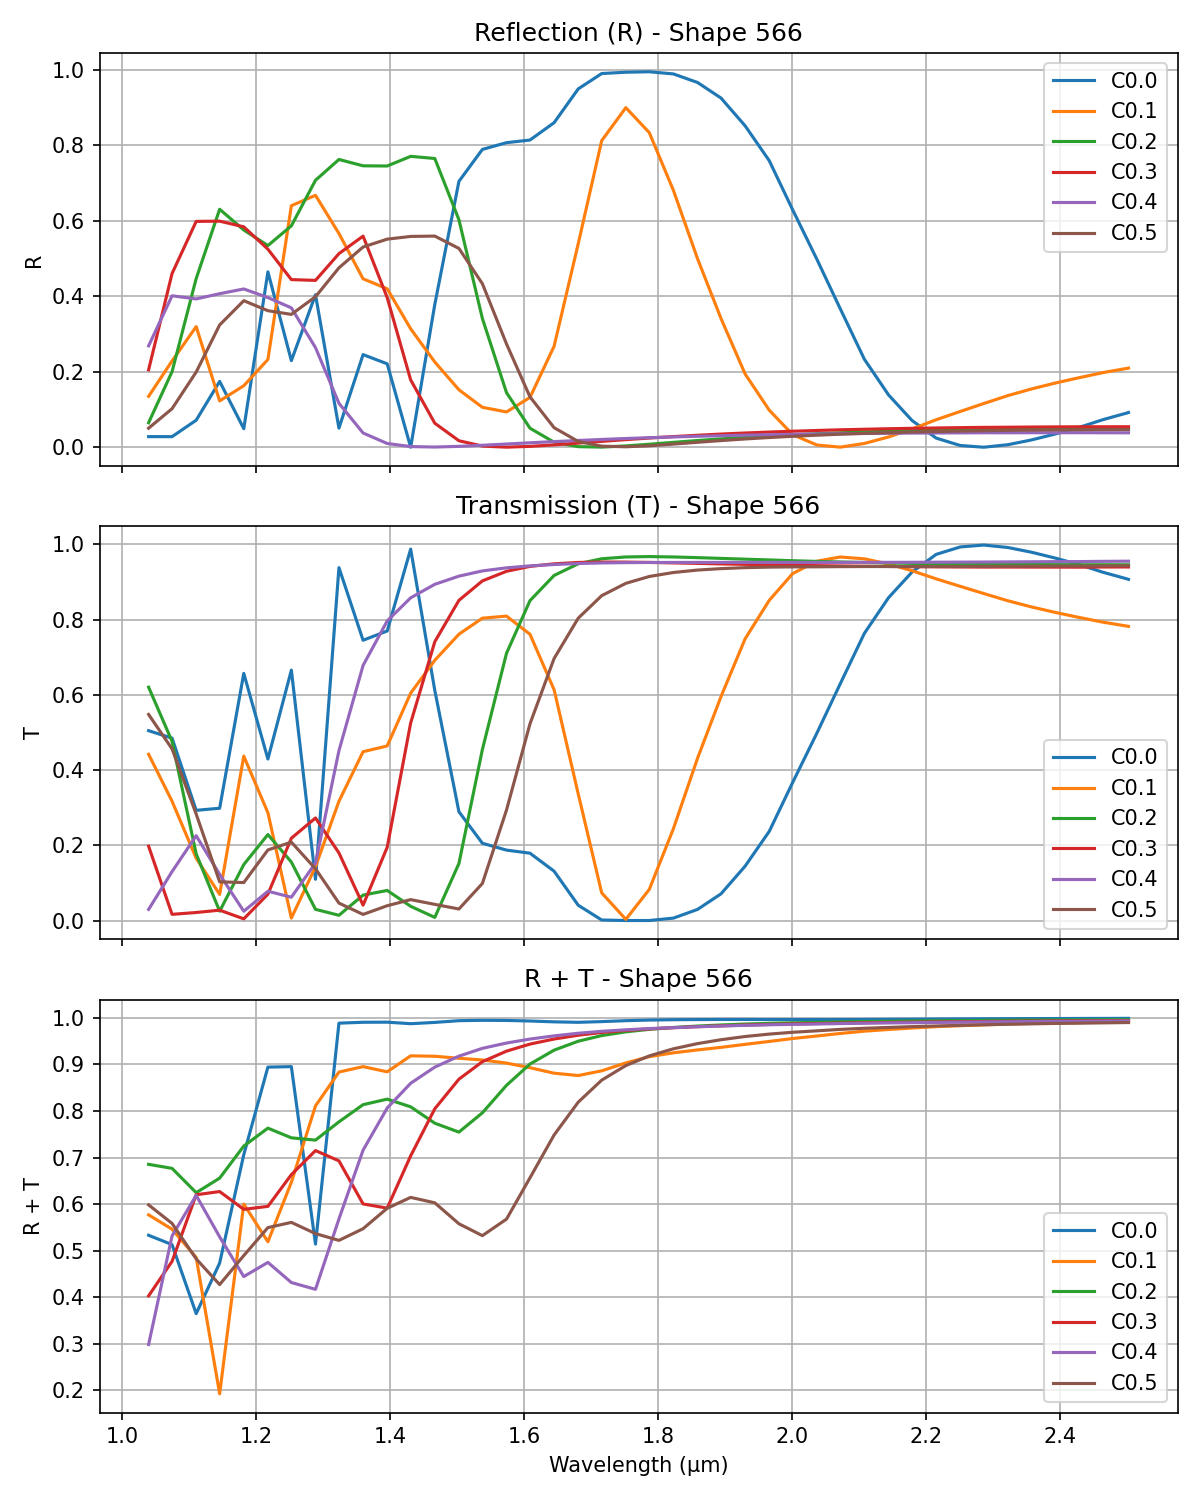 Reflection (R) - Shape 566
1.0
0.8
0.6
0.4
0.2
0.0
R
C0.0
C0.1
C0.2
C0.3
C0.4
C0.5
Transmission (T) - Shape 566
1.0
0.8
0.6
0.4
0.2
0.0
T
C0.0
C0.1
C0.2
C0.3
C0.4
C0.5
R + T - Shape 566
1.0
0.9
0.8
0.7
0.6
0.5
0.4
0.3
0.2
R + T
C0.0
C0.1
C0.2
C0.3
C0.4
C0.5
1.0 1.2 1.4 1.6 1.8 2.0 2.2 2.4
Wavelength (μm)